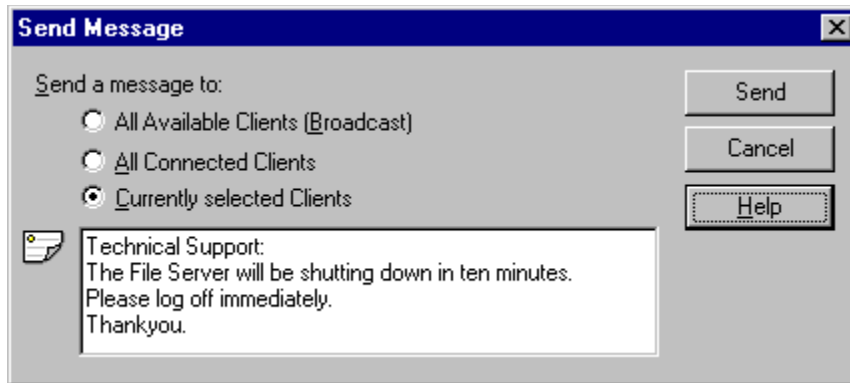 Send Message
Send a message to:
All Available Clients (Broadcast)
All Connected Clients
Currently selected Clients
Technical Support:
The File Server will be shutting down in ten minutes.
Please log off immediately.
Thankyou.
Send
Cancel
Help